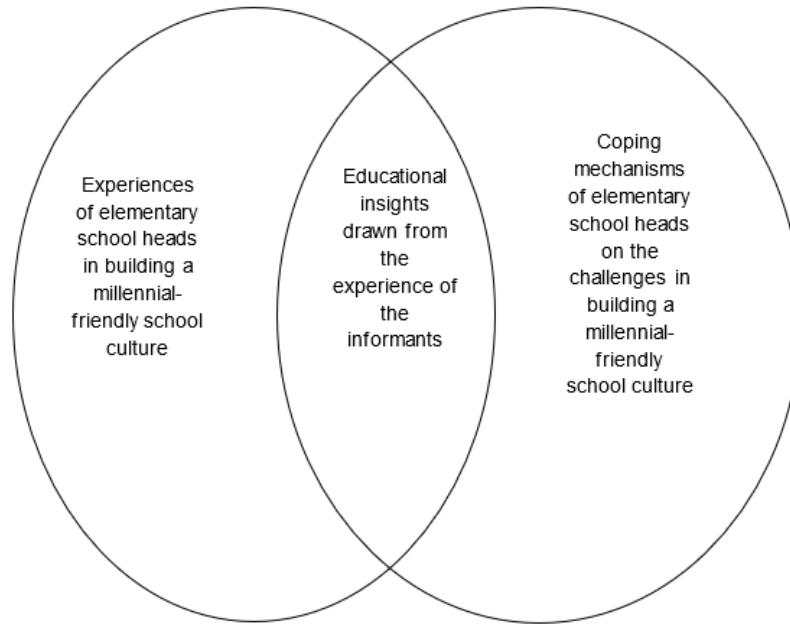 Experiences
of elementary
school heads
in building a
millennial-
friendly school
culture
Educational
insights
drawn from
the
experience of
the
informants
Coping
mechanisms
of elementary
school heads
on the
challenges in
building a
millennial-
friendly
school culture